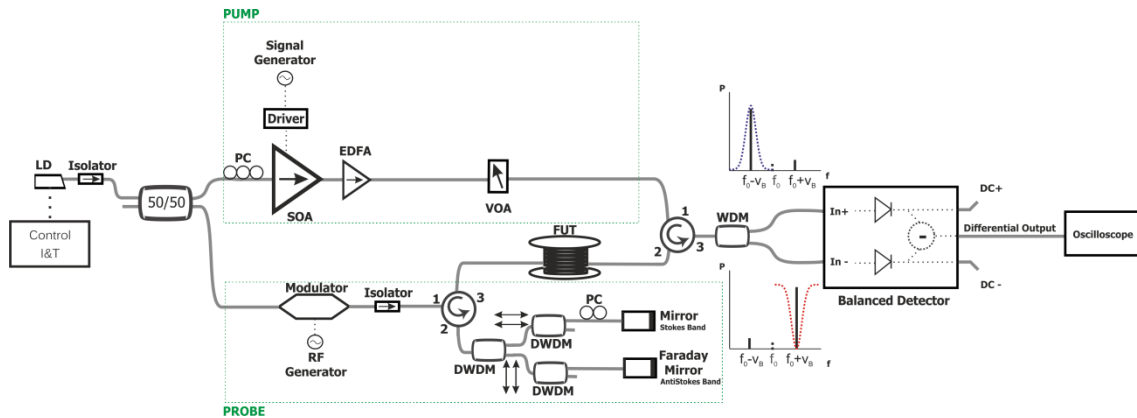 PUMP
Signal
Generator
Driver
LD
Isolator
PC
EDFA
50/50
SOA
VOA
Control
I&T
FUT
1
2
3
WDM
P
f₀-νB
f₀
f₀+νB
f
In+
In -
-
DC+
Differential Output
DC -
Oscilloscope
Balanced Detector
P
f₀-νB
f₀
f₀+νB
f
Modulator
Isolator
1
3
2
RF
Generator
PC
DWDM
Mirror
Stokes Band
DWDM
DWDM
Faraday
Mirror
AntiStokes Band
PROBE